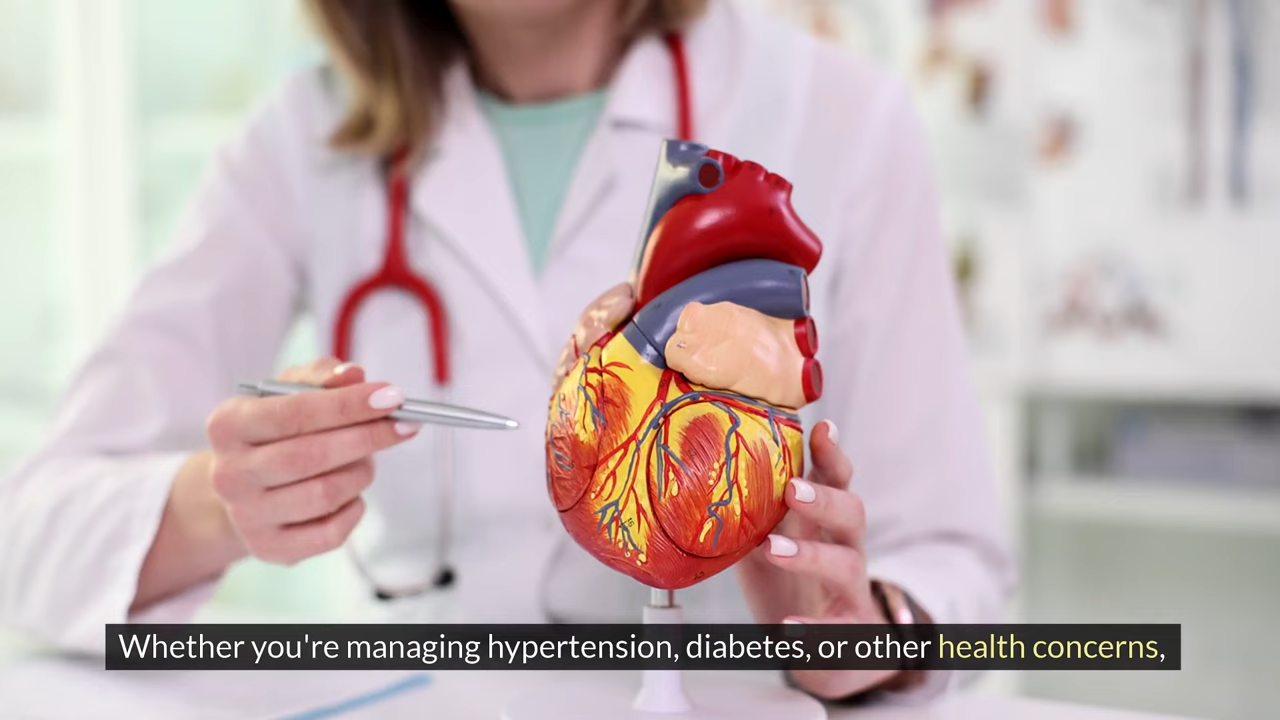 Whether you're managing hypertension, diabetes, or other health concerns,